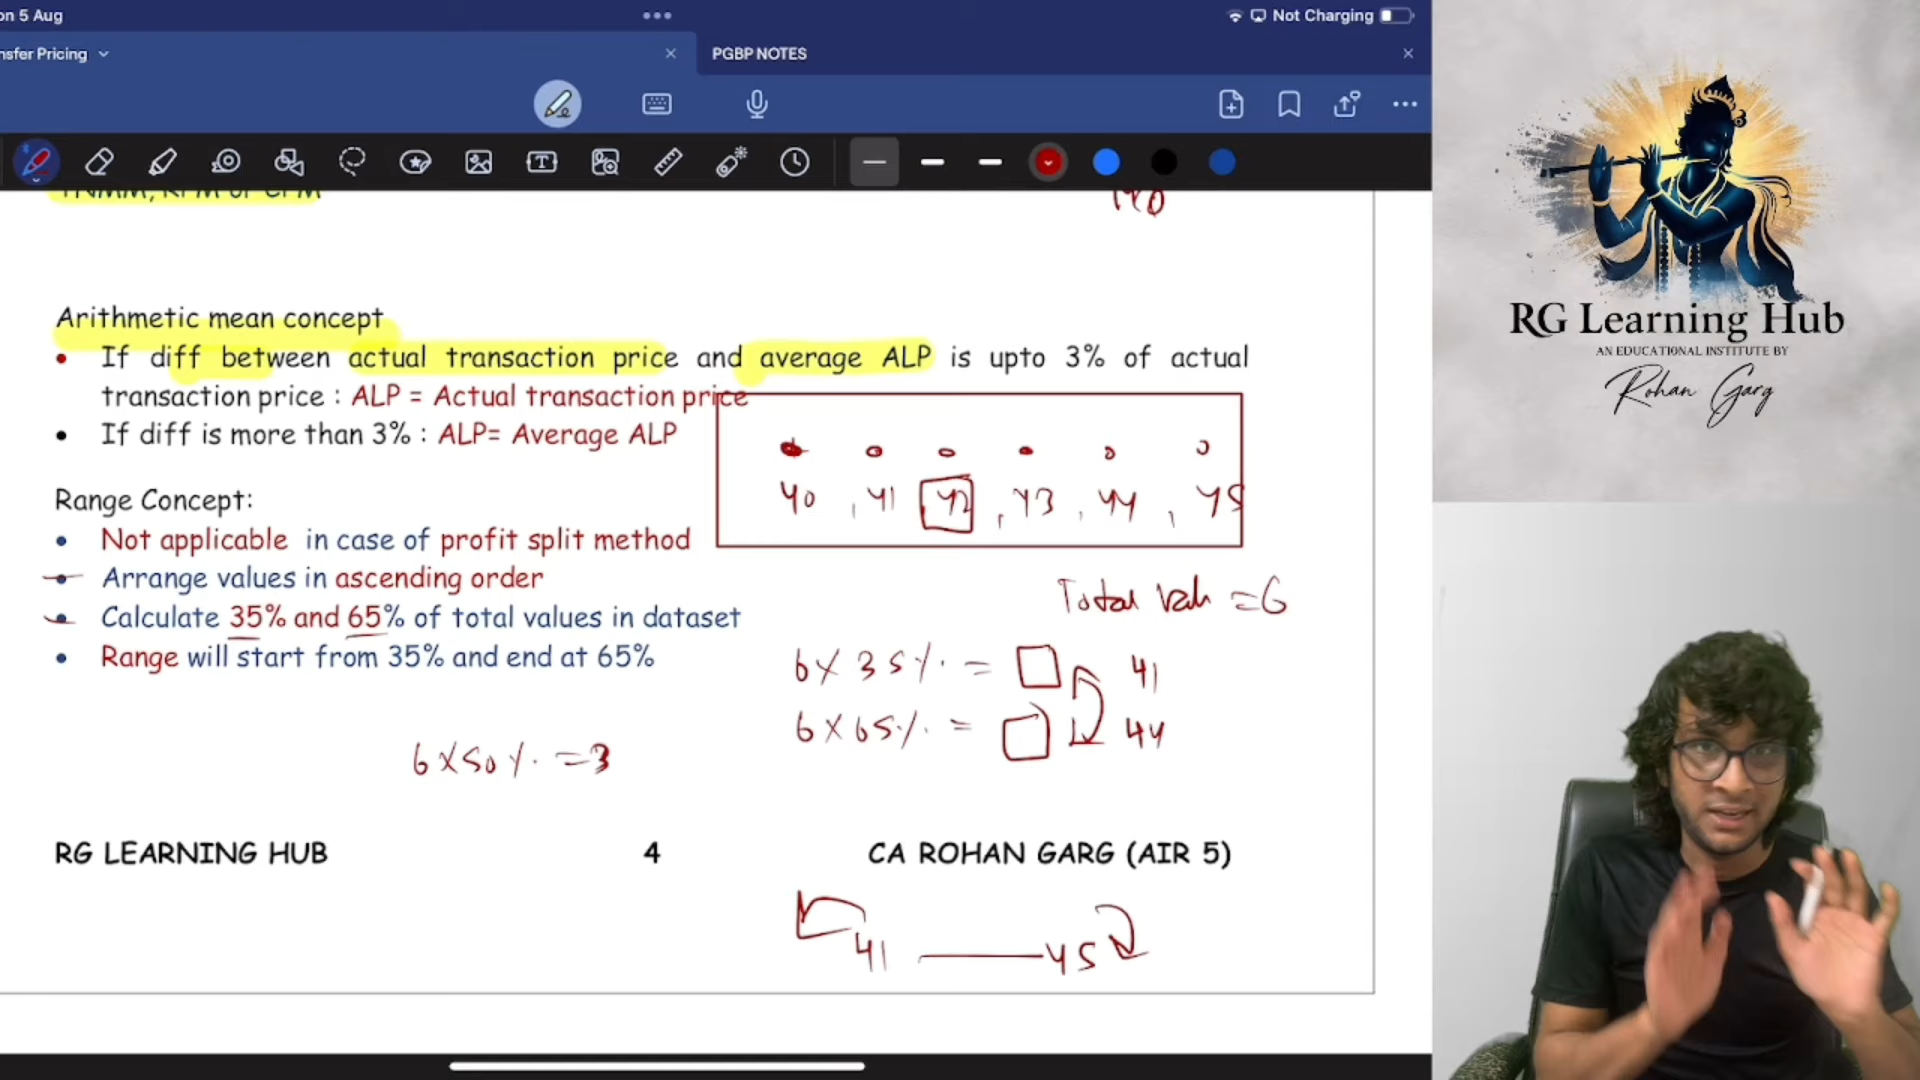 on 5 Aug
Not Charging
nsfer Pricing
PGBP NOTES
TNMM, RPM or CPM
140
Arithmetic mean concept
• If diff between actual transaction price and average ALP is upto 3% of actual
transaction price : ALP = Actual transaction price
• If diff is more than 3% : ALP= Average ALP
40 , 41 42 , 43 , 44 , 45
Range Concept:
• Not applicable in case of profit split method
• Arrange values in ascending order
• Calculate 35% and 65% of total values in dataset
• Range will start from 35% and end at 65%
Total = 6
6 X 35% = 41
6 X 65% = 44
6 X 50% = 3
RG LEARNING HUB 4 CA ROHAN GARG (AIR 5)
41 45
RG Learning Hub
AN EDUCATIONAL INSTITUTE BY
Rohan Garg